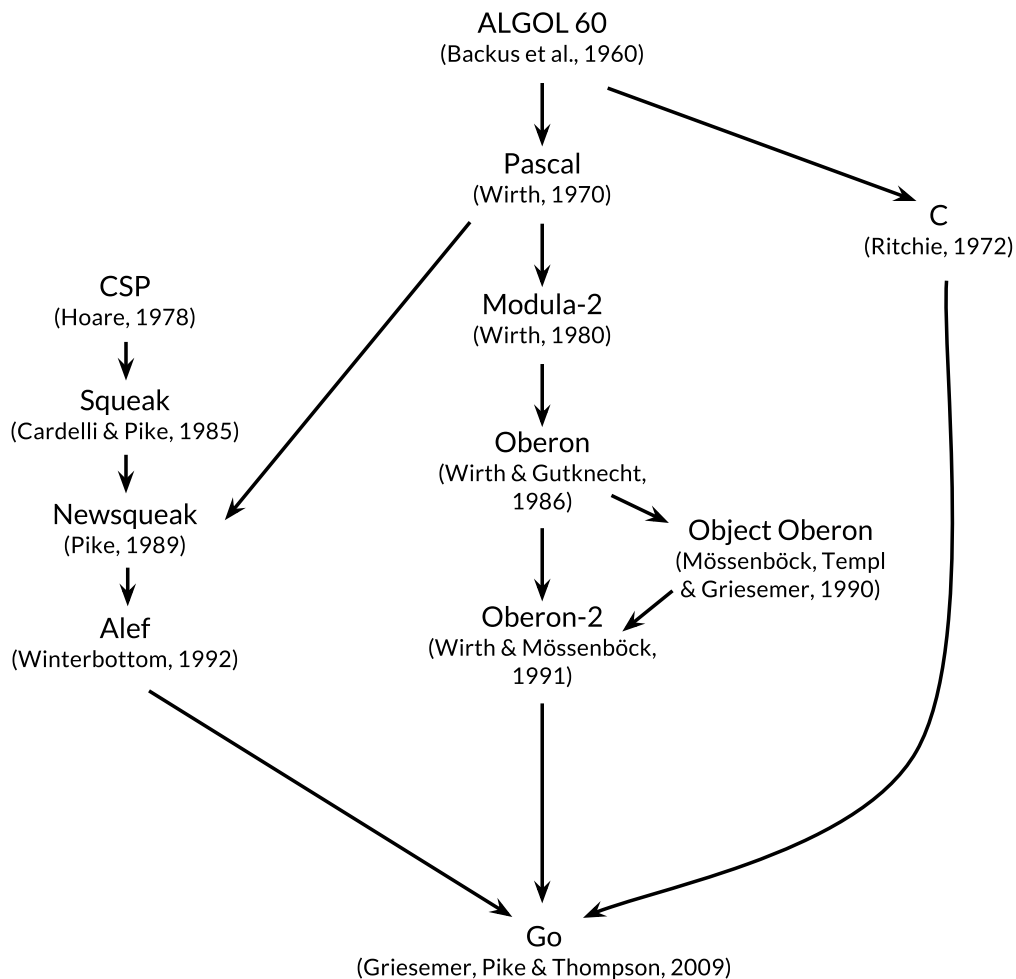 ALGOL 60
(Backus et al., 1960)
Pascal
(Wirth, 1970)
C
(Ritchie, 1972)
CSP
(Hoare, 1978)
Modula-2
(Wirth, 1980)
Squeak
(Cardelli & Pike, 1985)
Oberon
(Wirth & Gutknecht,
1986)
Newsqueak
(Pike, 1989)
Object Oberon
(Mössenböck, Templ
& Griesemer, 1990)
Alef
(Winterbottom, 1992)
Oberon-2
(Wirth & Mössenböck,
1991)
Go
(Griesemer, Pike & Thompson, 2009)